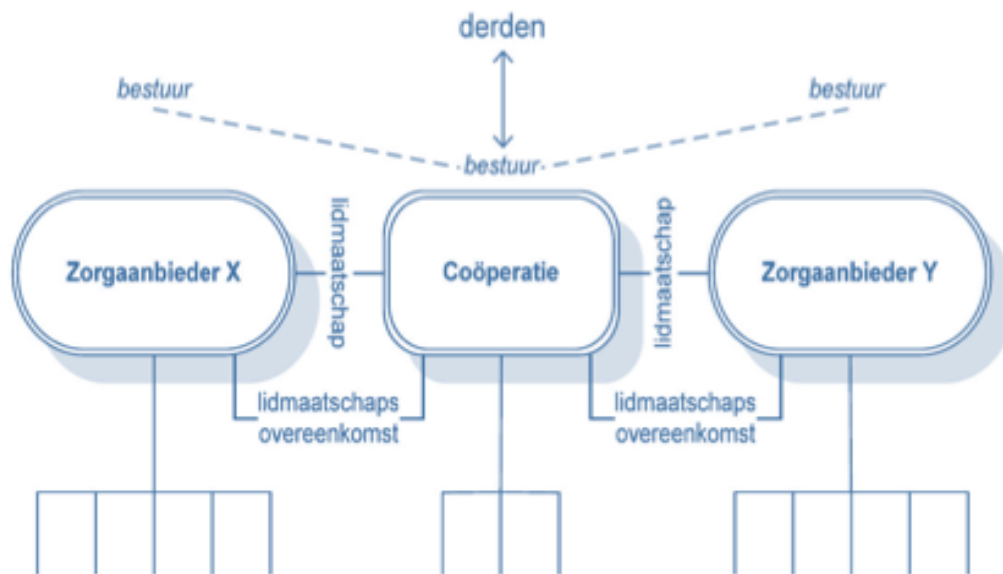 derden
bestuur
bestuur
bestuur
lidmaatschap
lidmaatschap
Zorgaanbieder X
Coöperatie
Zorgaanbieder Y
lidmaatschaps
overeenkomst
lidmaatschaps
overeenkomst